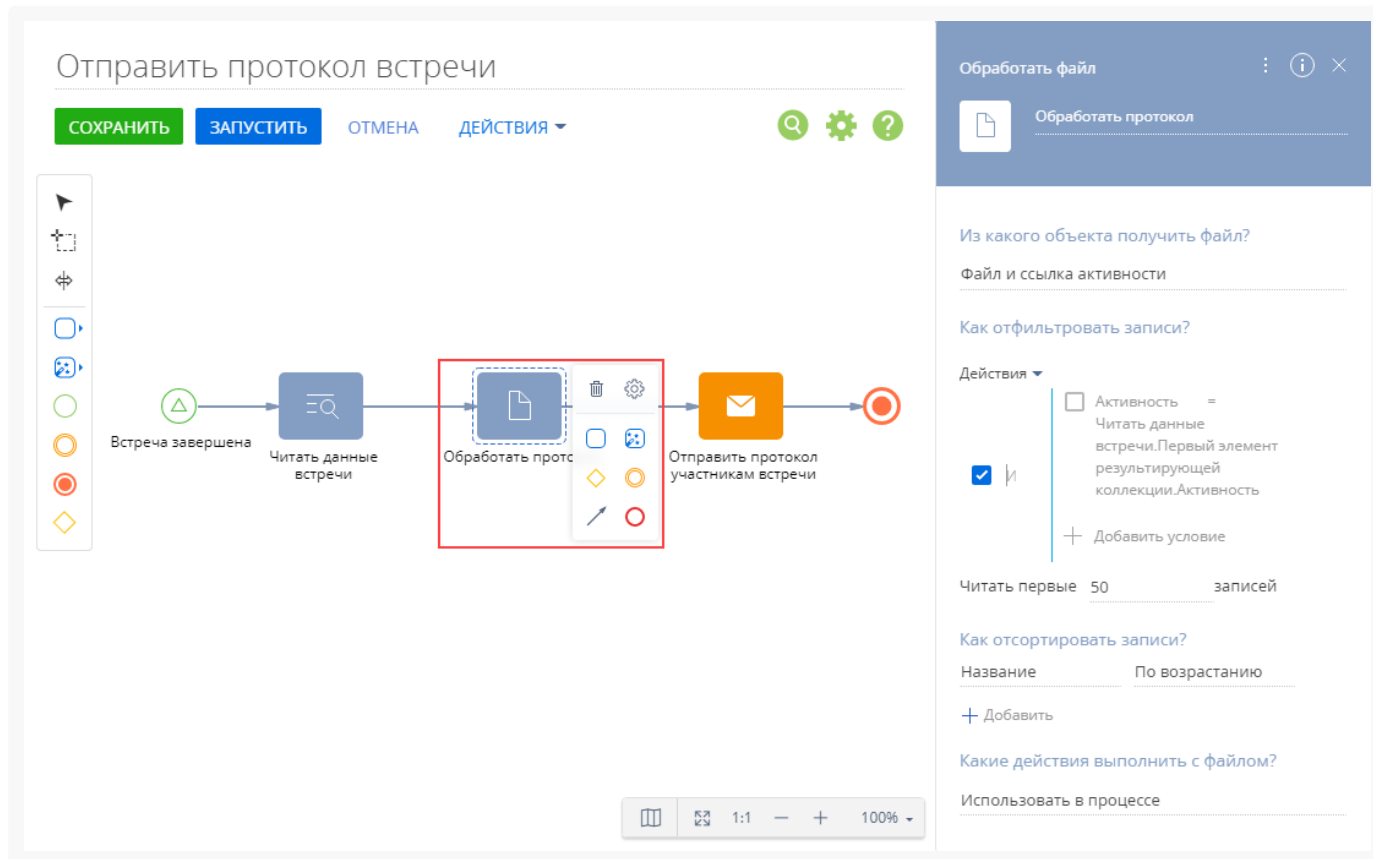 Отправить протокол встречи
СОХРАНИТЬ
ЗАПУСТИТЬ
ОТМЕНА
ДЕЙСТВИЯ
Встреча завершена
Читать данные
встречи
Обработать прото
Отправить протокол
участникам встречи
1:1
100%
Обработать файл
Обработать протокол
Из какого объекта получить файл?
Файл и ссылка активности
Как отфильтровать записи?
Действия
И
Активность =
Читать данные
встречи.Первый элемент
результирующей
коллекции.Активность
Добавить условие
Читать первые 50 записей
Как отсортировать записи?
Название По возрастанию
Добавить
Какие действия выполнить с файлом?
Использовать в процессе